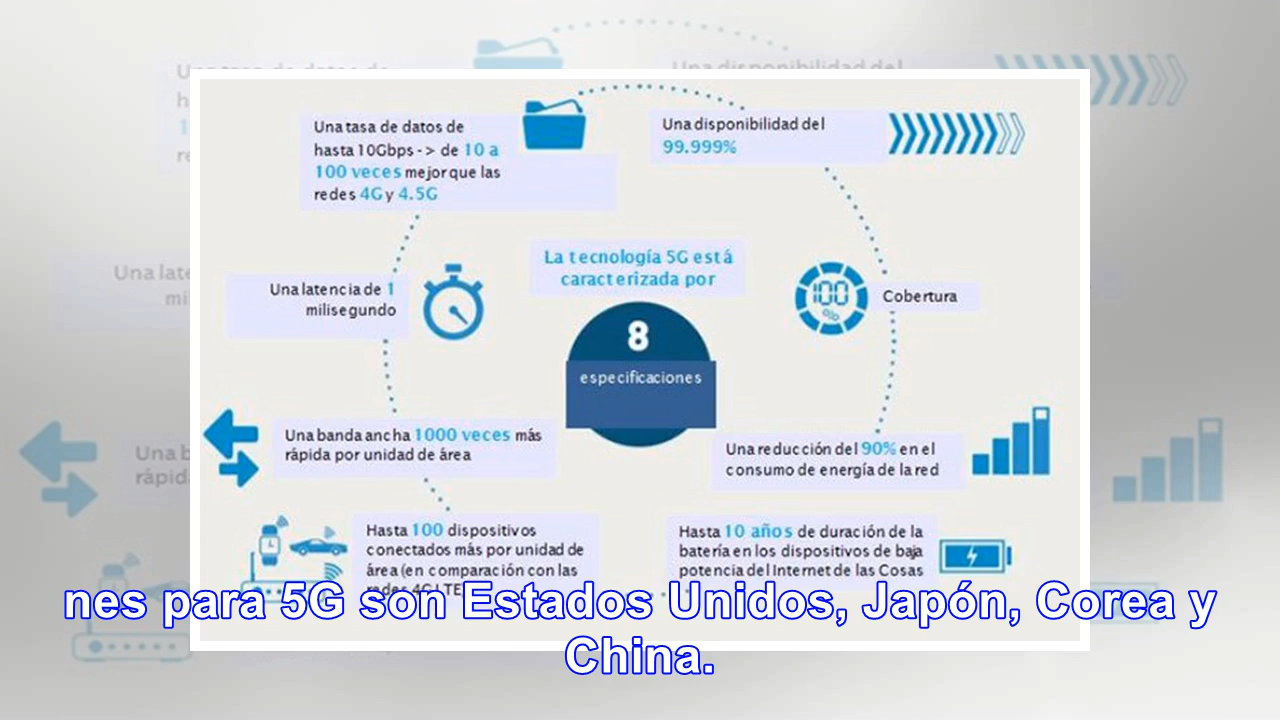 Una tasa de datos de
hasta 10Gbps -> de 10 a
100 veces mejor que las
redes 4G y 4.5G
Una disponibilidad del
99.999%
La tecnología 5G está
caracterizada por
Una latencia de 1
milisegundo
100
%
Cobertura
8
especificaciones
Una banda ancha 1000 veces más
rápida por unidad de área
Una reducción del 90% en el
consumo de energía de la red
Hasta 100 dispositivos
conectados más por unidad de
área (en comparación con las
redes 4G LTE
Hasta 10 años de duración de la
batería en los dispositivos de baja
potencia del Internet de las Cosas
nes para 5G son Estados Unidos, Japón, Corea y
China.